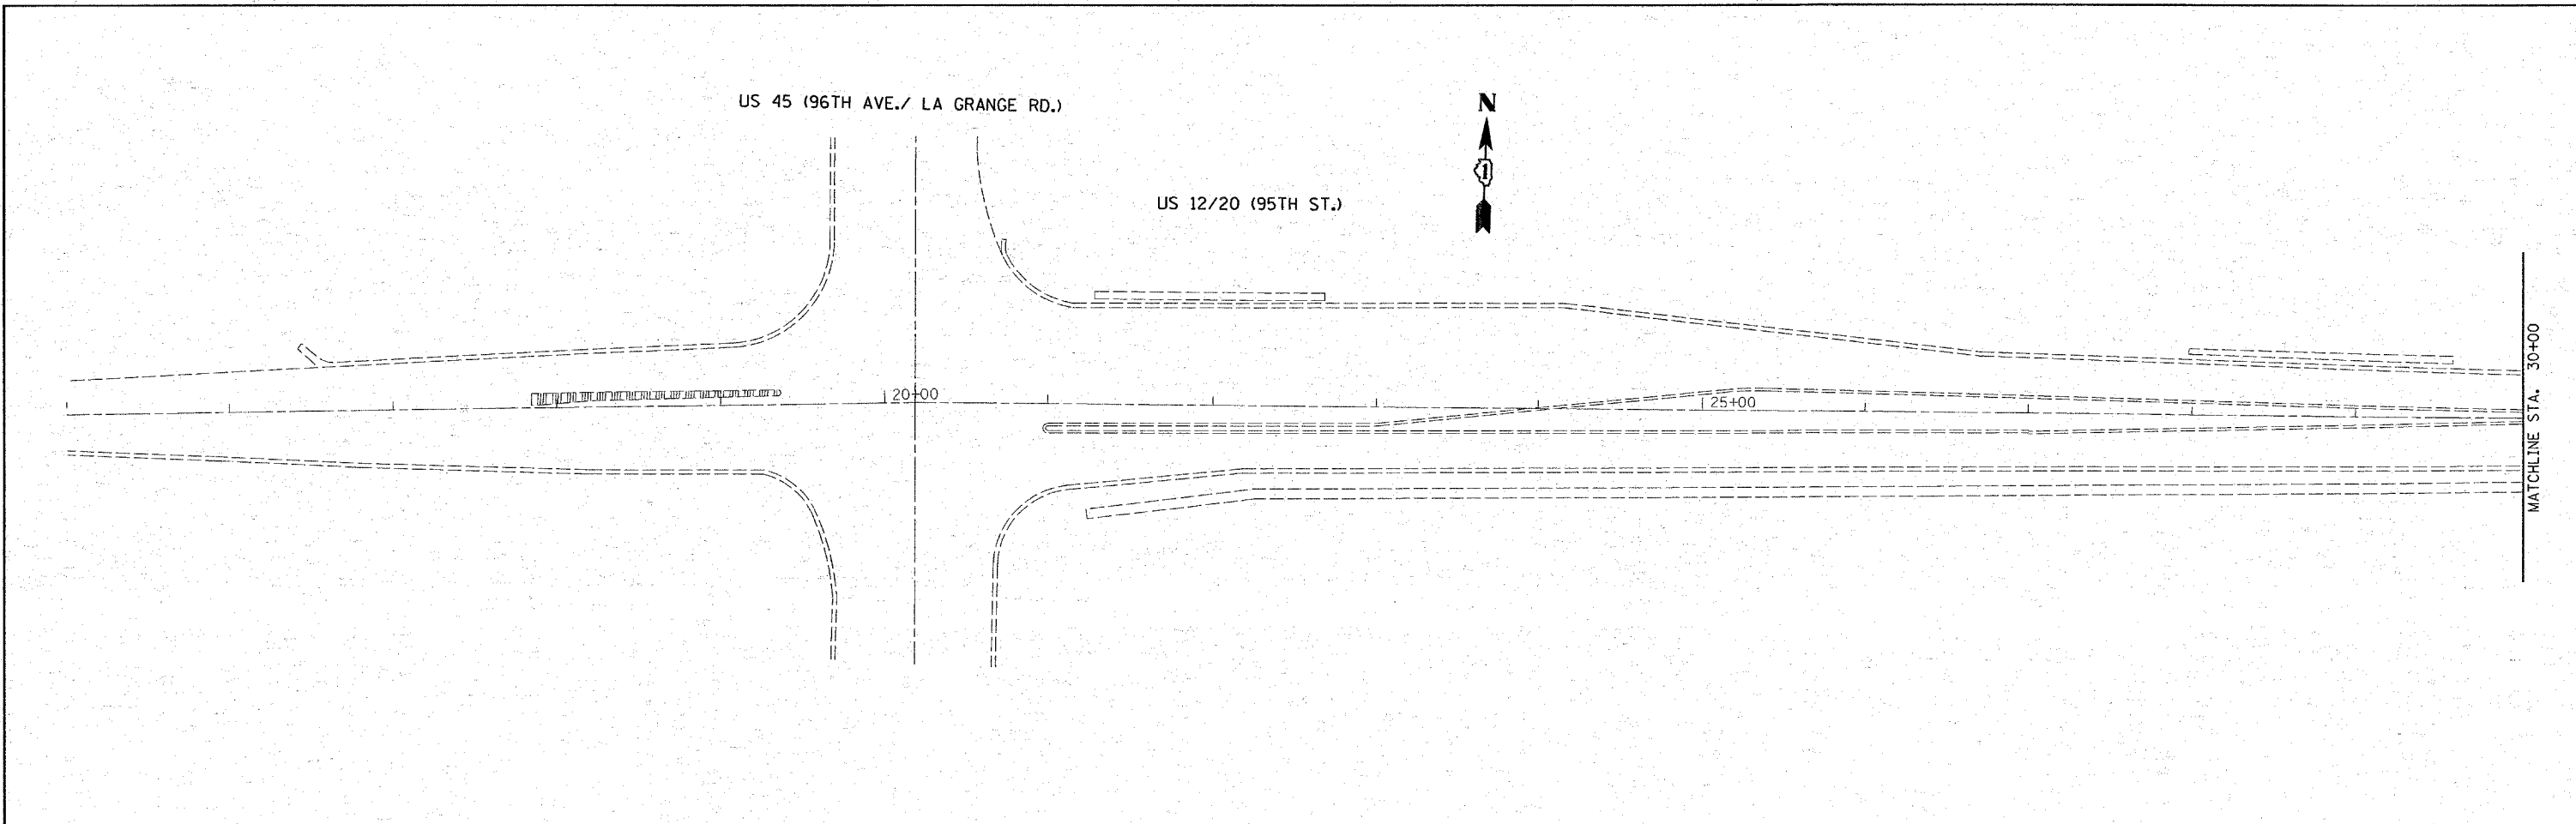 US 45 (96TH AVE./ LA GRANGE RD.)
N
1
US 12/20 (95TH ST.)
20+00
25+00
MATCHLINE STA. 30+00